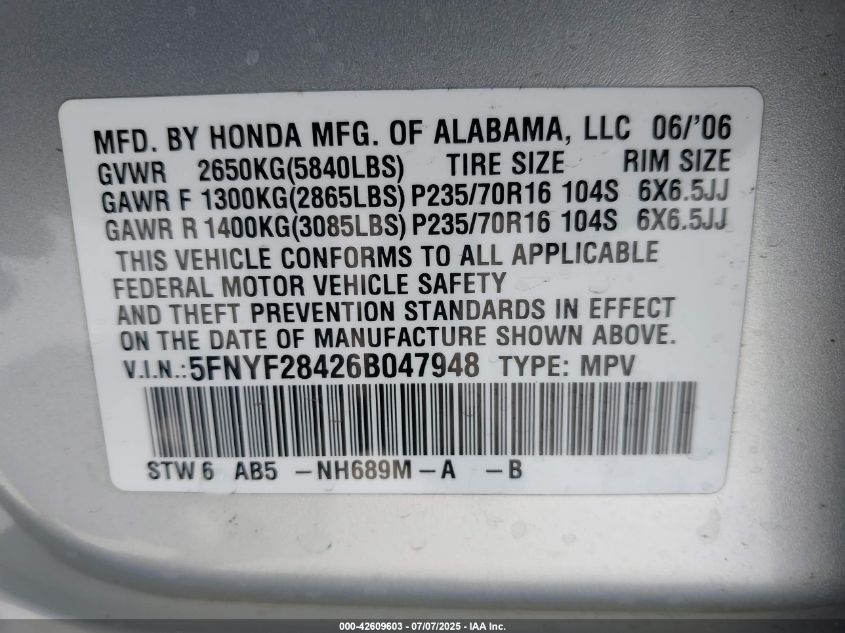 MFD. BY HONDA MFG. OF ALABAMA, LLC 06/'06
GVWR 2650KG(5840LBS) TIRE SIZE RIM SIZE
GAWR F 1300KG(2865LBS) P235/70R16 104S 6X6.5JJ
GAWR R 1400KG(3085LBS) P235/70R16 104S 6X6.5JJ
THIS VEHICLE CONFORMS TO ALL APPLICABLE
FEDERAL MOTOR VEHICLE SAFETY
AND THEFT PREVENTION STANDARDS IN EFFECT
ON THE DATE OF MANUFACTURE SHOWN ABOVE.
V.I.N.:5FNYF28426B047948 TYPE: MPV
STW 6 AB5 -NH689M-A -B
000-42609603 / 07/07/2025 - IAA Inc.